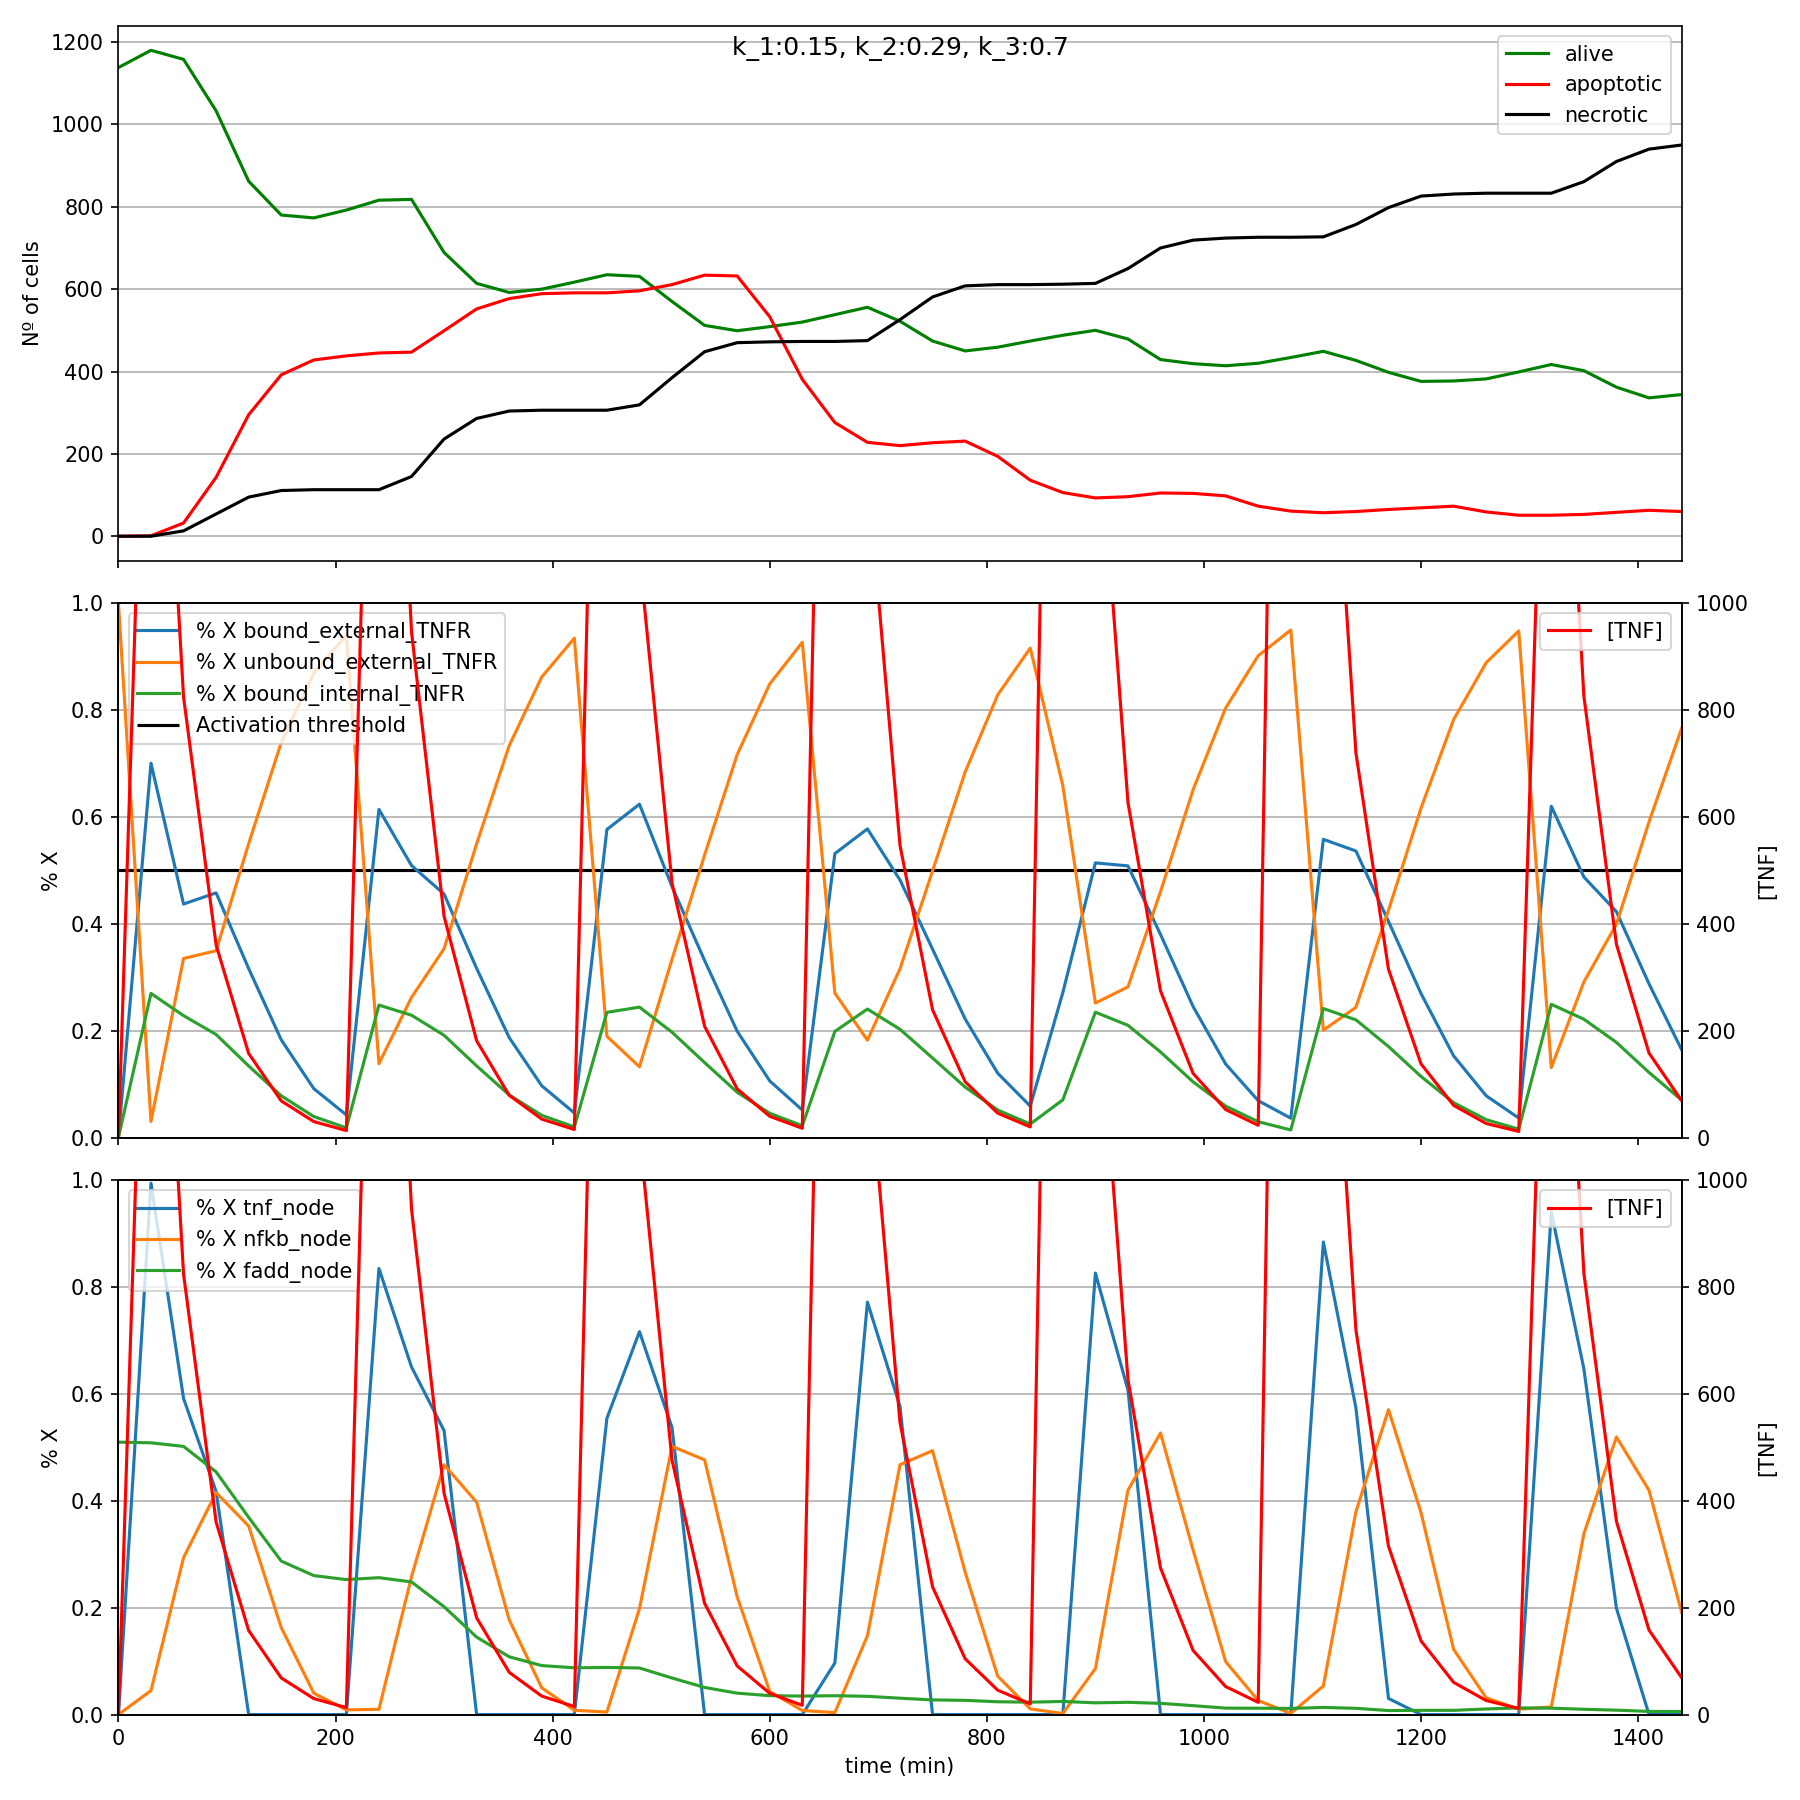 k_1:0.15, k_2:0.29, k_3:0.7
1200
1000
800
600
400
200
0
Nº of cells
alive
apoptotic
necrotic
1.0
0.8
0.6
0.4
0.2
0.0
% X
% X bound_external_TNFR
% X unbound_external_TNFR
% X bound_internal_TNFR
Activation threshold
[TNF]
1000
800
600
400
200
0
[TNF]
1.0
0.8
0.6
0.4
0.2
0.0
% X
% X tnf_node
% X nfkb_node
% X fadd_node
[TNF]
1000
800
600
400
200
0
[TNF]
0 200 400 600 800 1000 1200 1400
time (min)